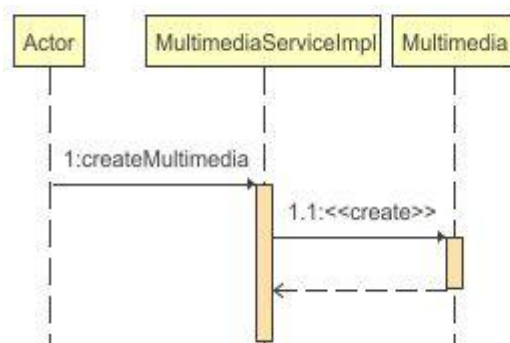 Actor
MultimediaServiceImpl
Multimedia
1:createMultimedia
1.1:<<create>>